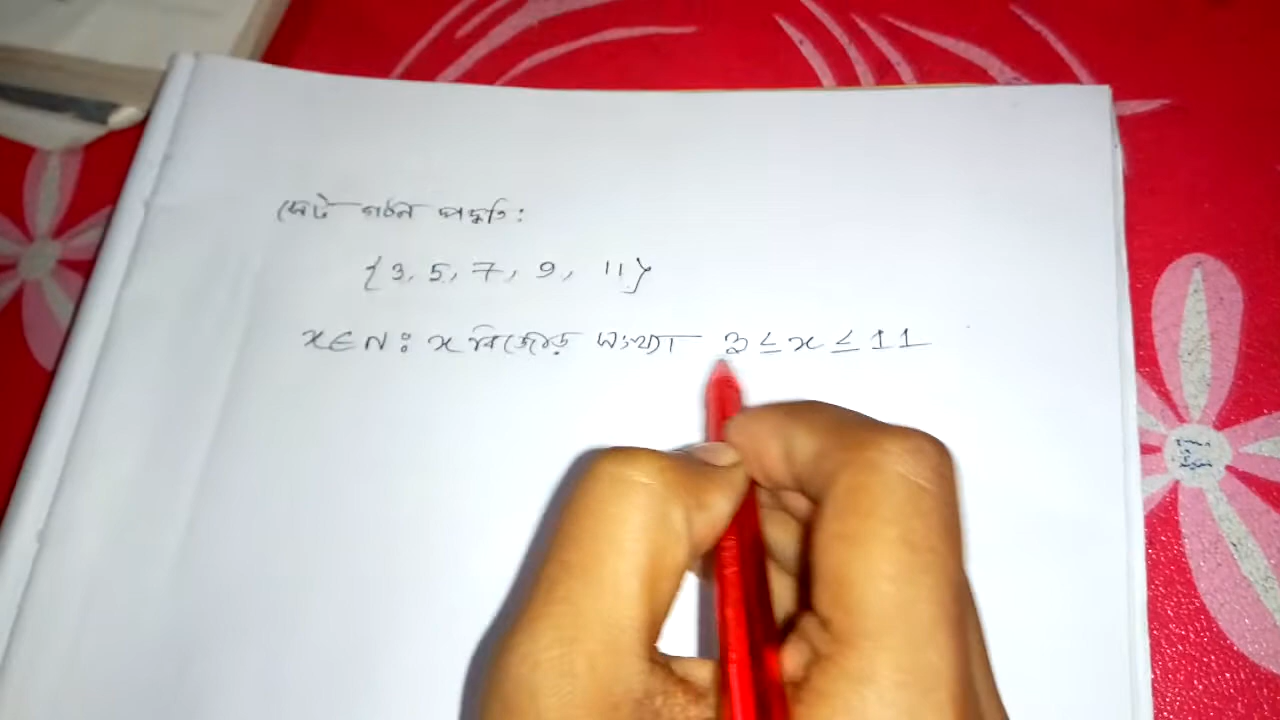 সেট গঠন পদ্ধতি:
{3, 5, 7, 9, 11}
x∈N: x বিজোড় সংখ্যা 3≤x≤11